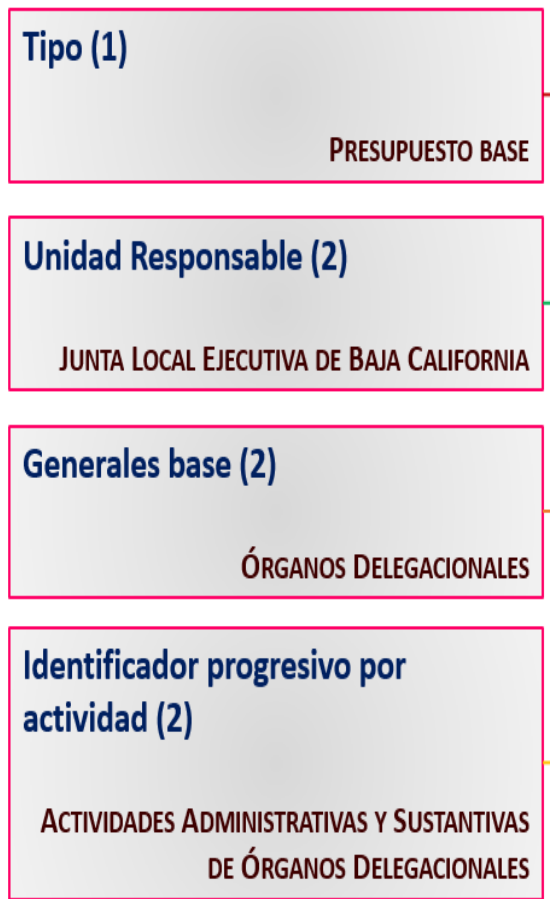 Tipo (1)
PRESUPUESTO BASE
Unidad Responsable (2)
JUNTA LOCAL EJECUTIVA DE BAJA CALIFORNIA
Generales base (2)
ÓRGANOS DELEGACIONALES
Identificador progresivo por
actividad (2)
ACTIVIDADES ADMINISTRATIVAS Y SUSTANTIVAS
DE ÓRGANOS DELEGACIONALES